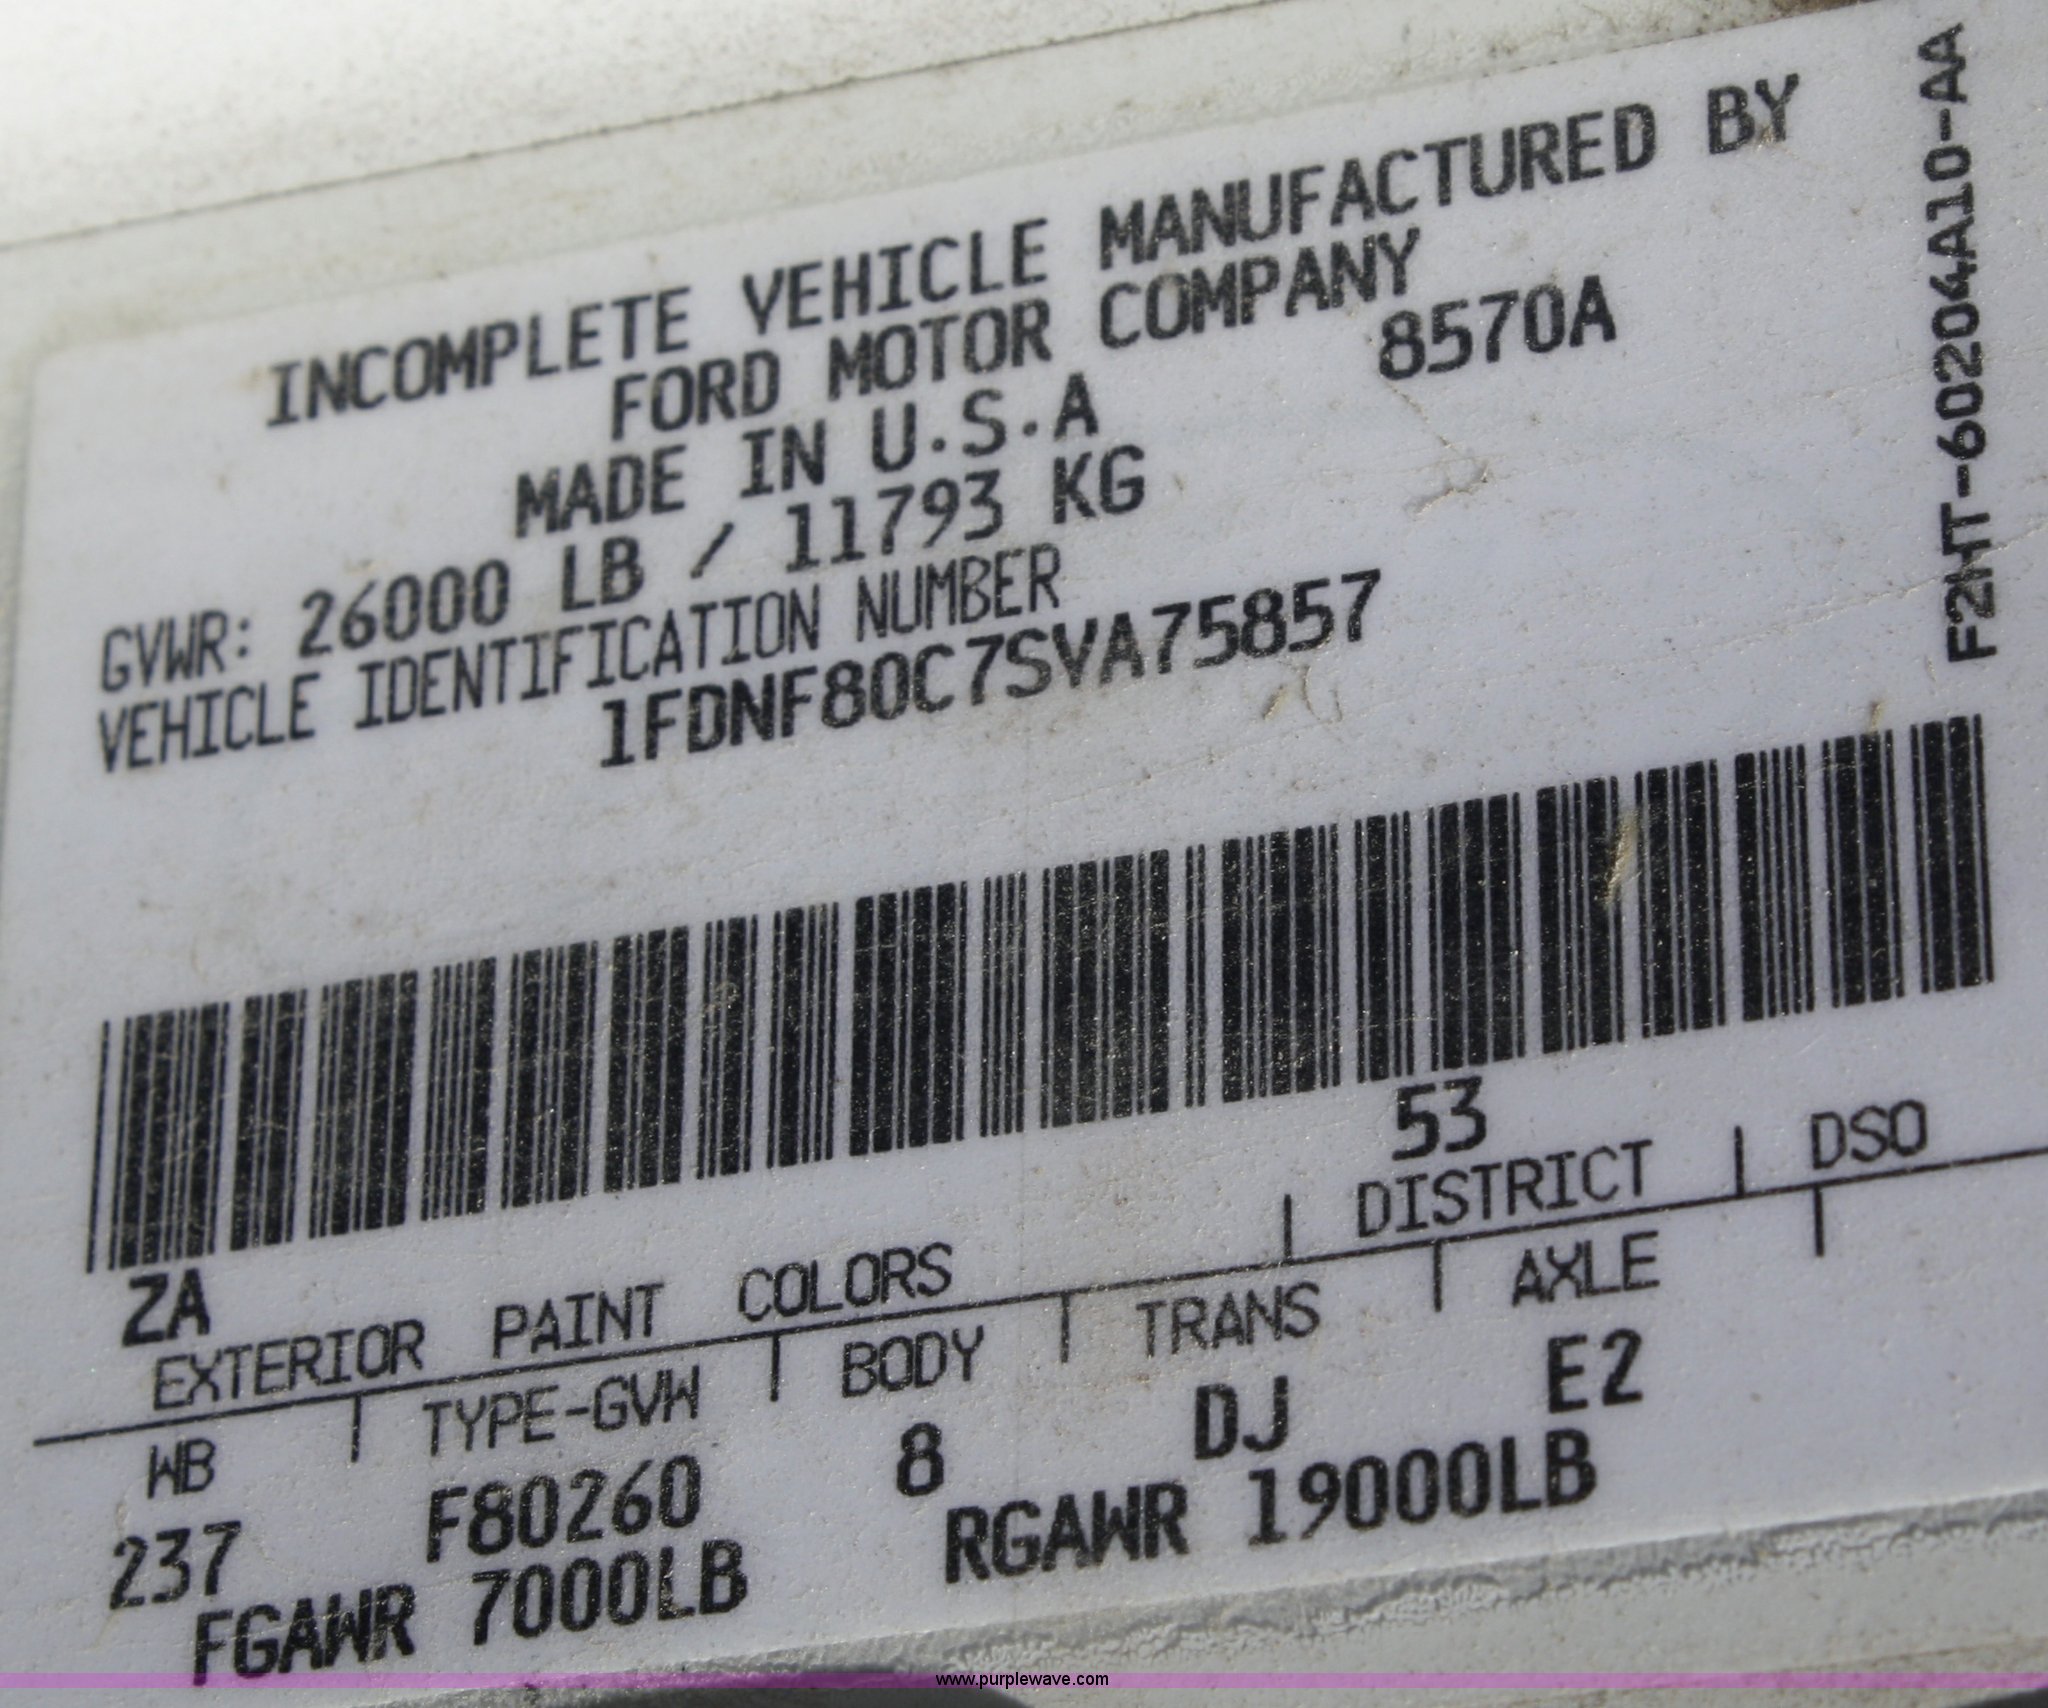 INCOMPLETE VEHICLE MANUFACTURED BY
FORD MOTOR COMPANY
MADE IN U.S.A 8570A
GVWR: 26000 LB / 11793 KG
VEHICLE IDENTIFICATION NUMBER
1FDNF80C7SVA75857
F2HT-60204A10-AA
ZA 53
EXTERIOR PAINT COLORS | DISTRICT | DSO
WB | TYPE-GVW | BODY | TRANS | AXLE |
237 F80260 8 DJ E2
FGAWR 7000LB RGAWR 19000LB
www.purplewave.com